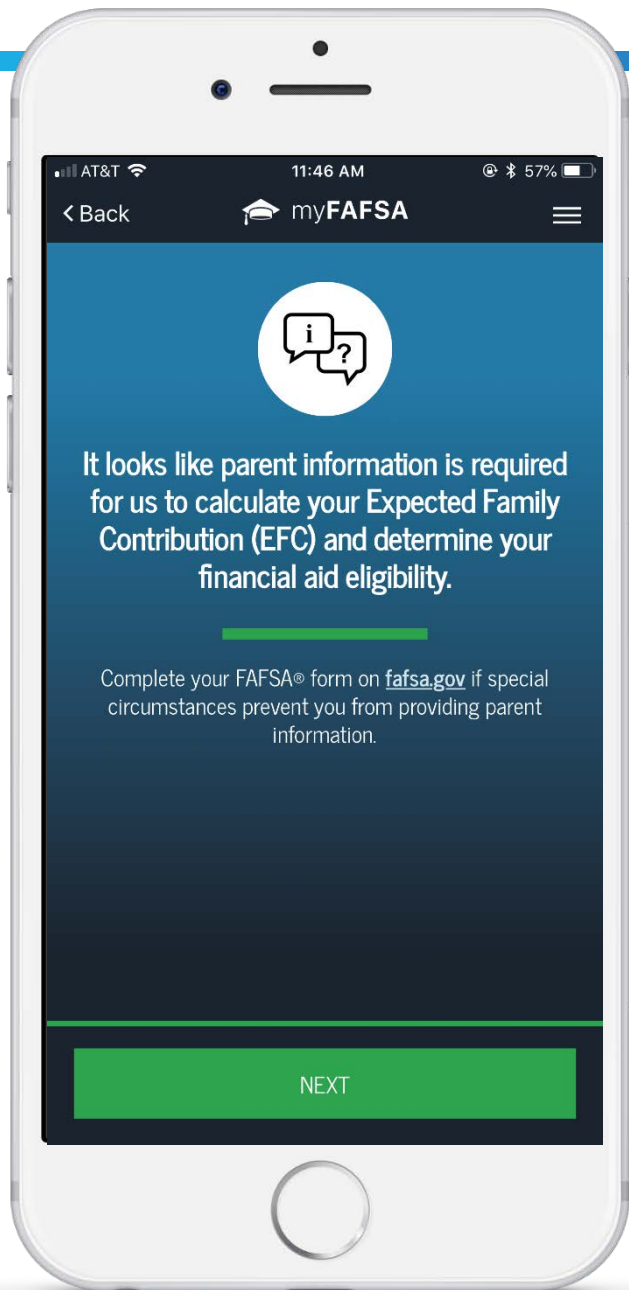 AT&T 11:46 AM 57%
Back myFAFSA
i ?
It looks like parent information is required
for us to calculate your Expected Family
Contribution (EFC) and determine your
financial aid eligibility.
Complete your FAFSA® form on fafsa.gov if special
circumstances prevent you from providing parent
information.
NEXT